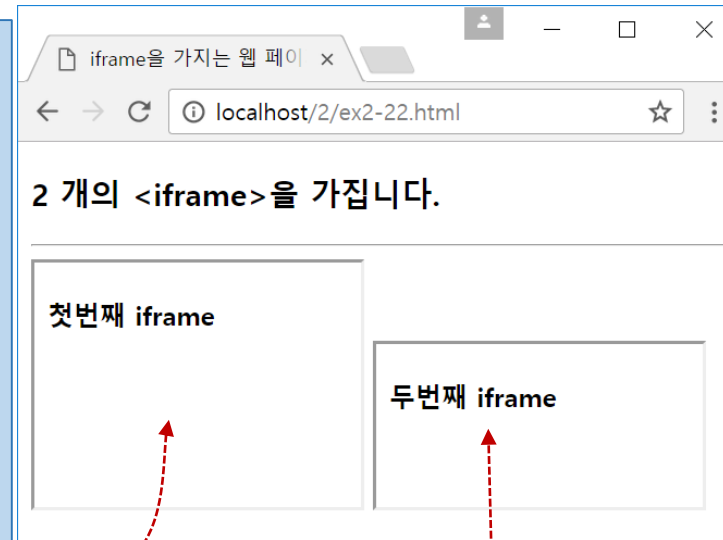 iframe을 가지는 웹 페이
localhost/2/ex2-22.html
2 개의 <iframe>을 가집니다.
첫번째 iframe
두번째 iframe